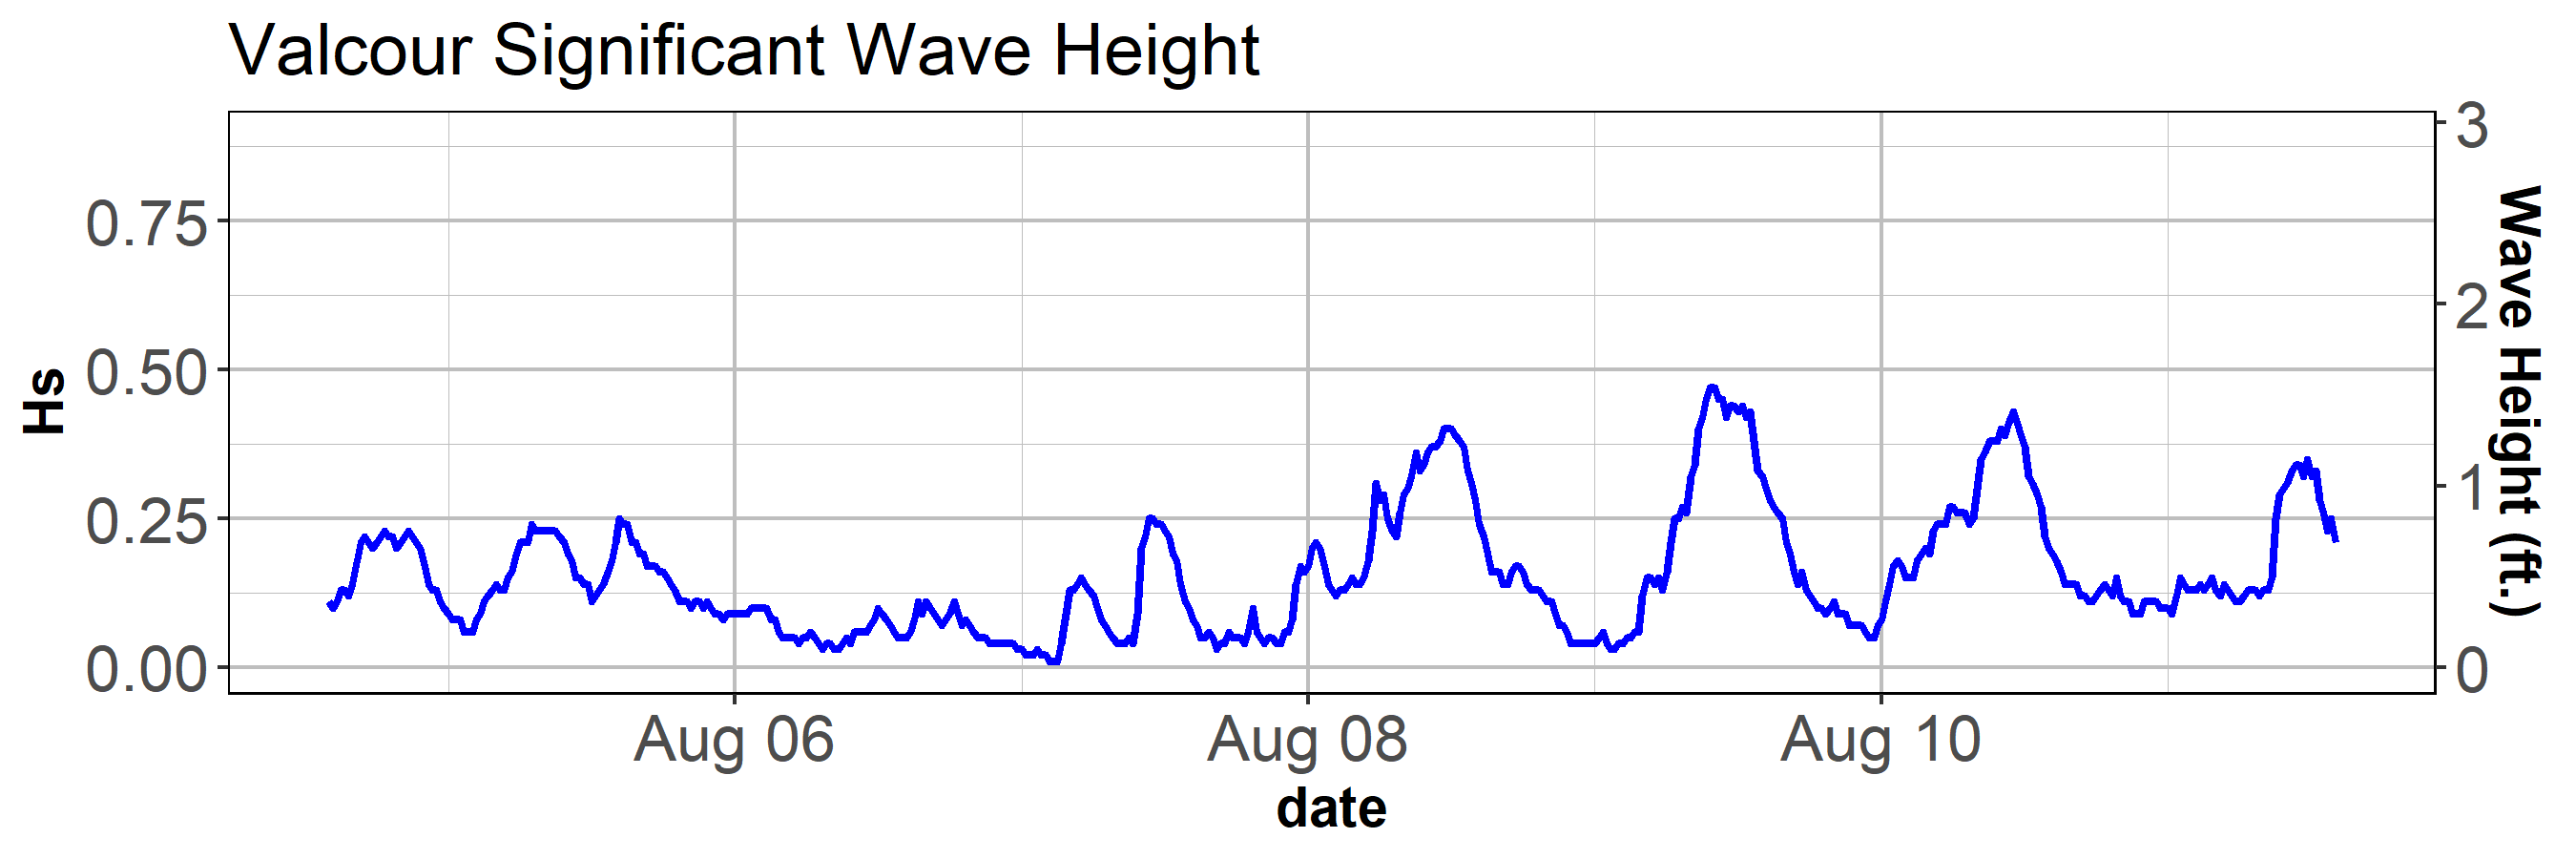 Valcour Significant Wave Height
Hs
0.75
0.50
0.25
0.00
3
2
1
0
Wave Height (ft.)
Aug 06
Aug 08
Aug 10
date